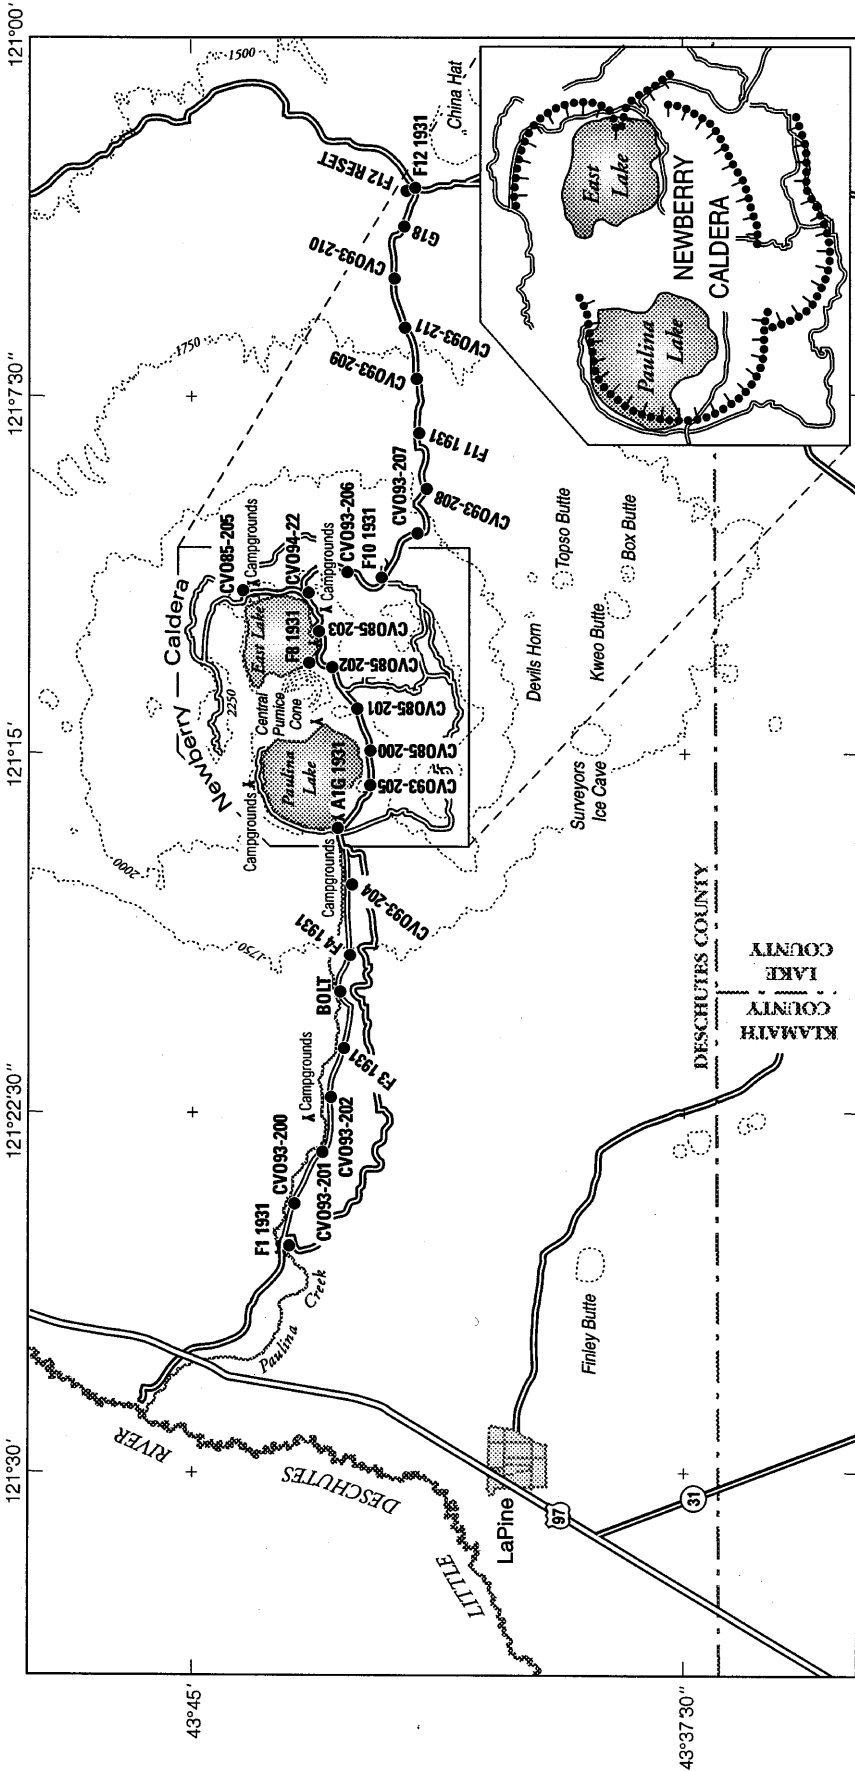 121°30'
121°22'30"
121°15'
121°7'30"
121°00'
43°45'
43°37'30"
LITTLE
DESCHUTES
RIVER
Paulina
Creek
F1 1931
CV093-200
CV093-201
CV093-202
Campgrounds
F3 1931
BOLT
F4 1931
CV093-204
1750
2000
Campgrounds
Campgrounds
Newberry — Caldera
2250
Paulina
Lake
A1G 1931
CV093-205
CV085-200
CV085-201
Central
Pumice
Cone
East Lake
F8 1931
CV085-202
CV085-203
CV085-205
Campgrounds
CV094-22
Campgrounds
CV093-206
F10 1931
CV093-207
CV093-208
F11 1931
CV093-209
CV093-211
CV093-210
G18
F12 RESET
F12 1931
1750
1500
China Hat
LaPine
97
31
Finley Butte
Surveyors
Ice Cave
Devils Horn
Kweo Butte
Topso Butte
Box Butte
DESCHUTES COUNTY
KLAMATH
COUNTY
LAKE
COUNTY
Paulina
Lake
East
Lake
NEWBERRY
CALDERA